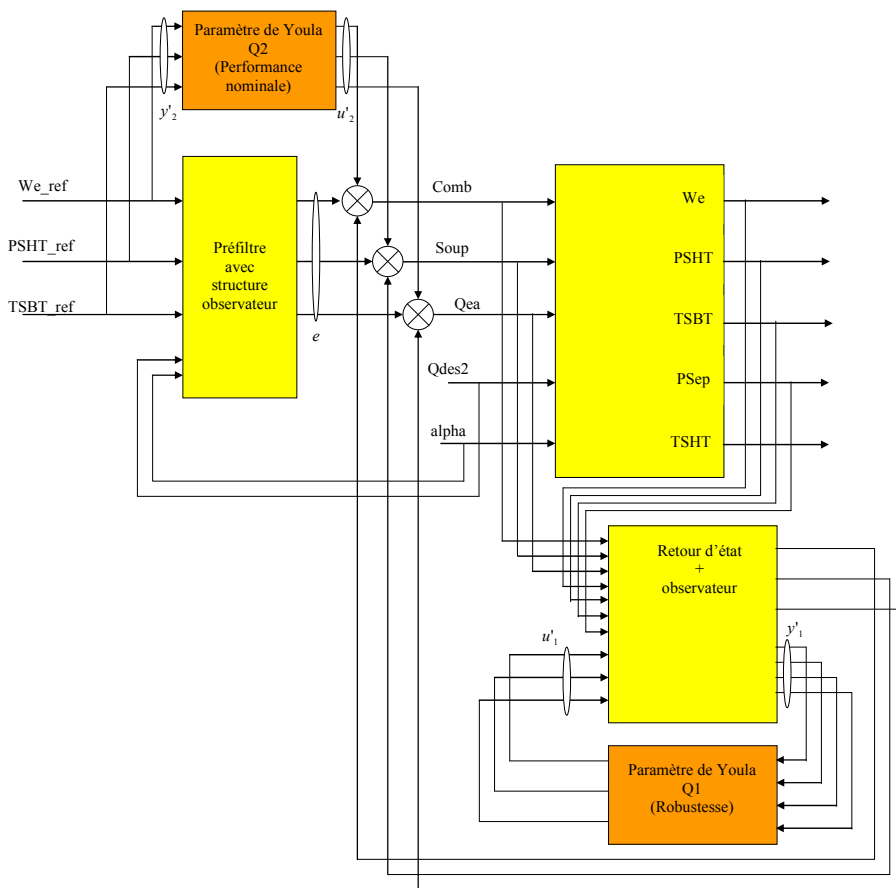 Paramètre de Youla
Q2
(Performance
nominale)
y'2
u'2
We_ref
PSHT_ref
TSBT_ref
Préfiltre
avec
structure
observateur
e
Comb
Soup
Qea
Qdes2
alpha
We
PSHT
TSBT
PSep
TSHT
Retour d’état
+
observateur
u'1
y'1
Paramètre de Youla
Q1
(Robustesse)